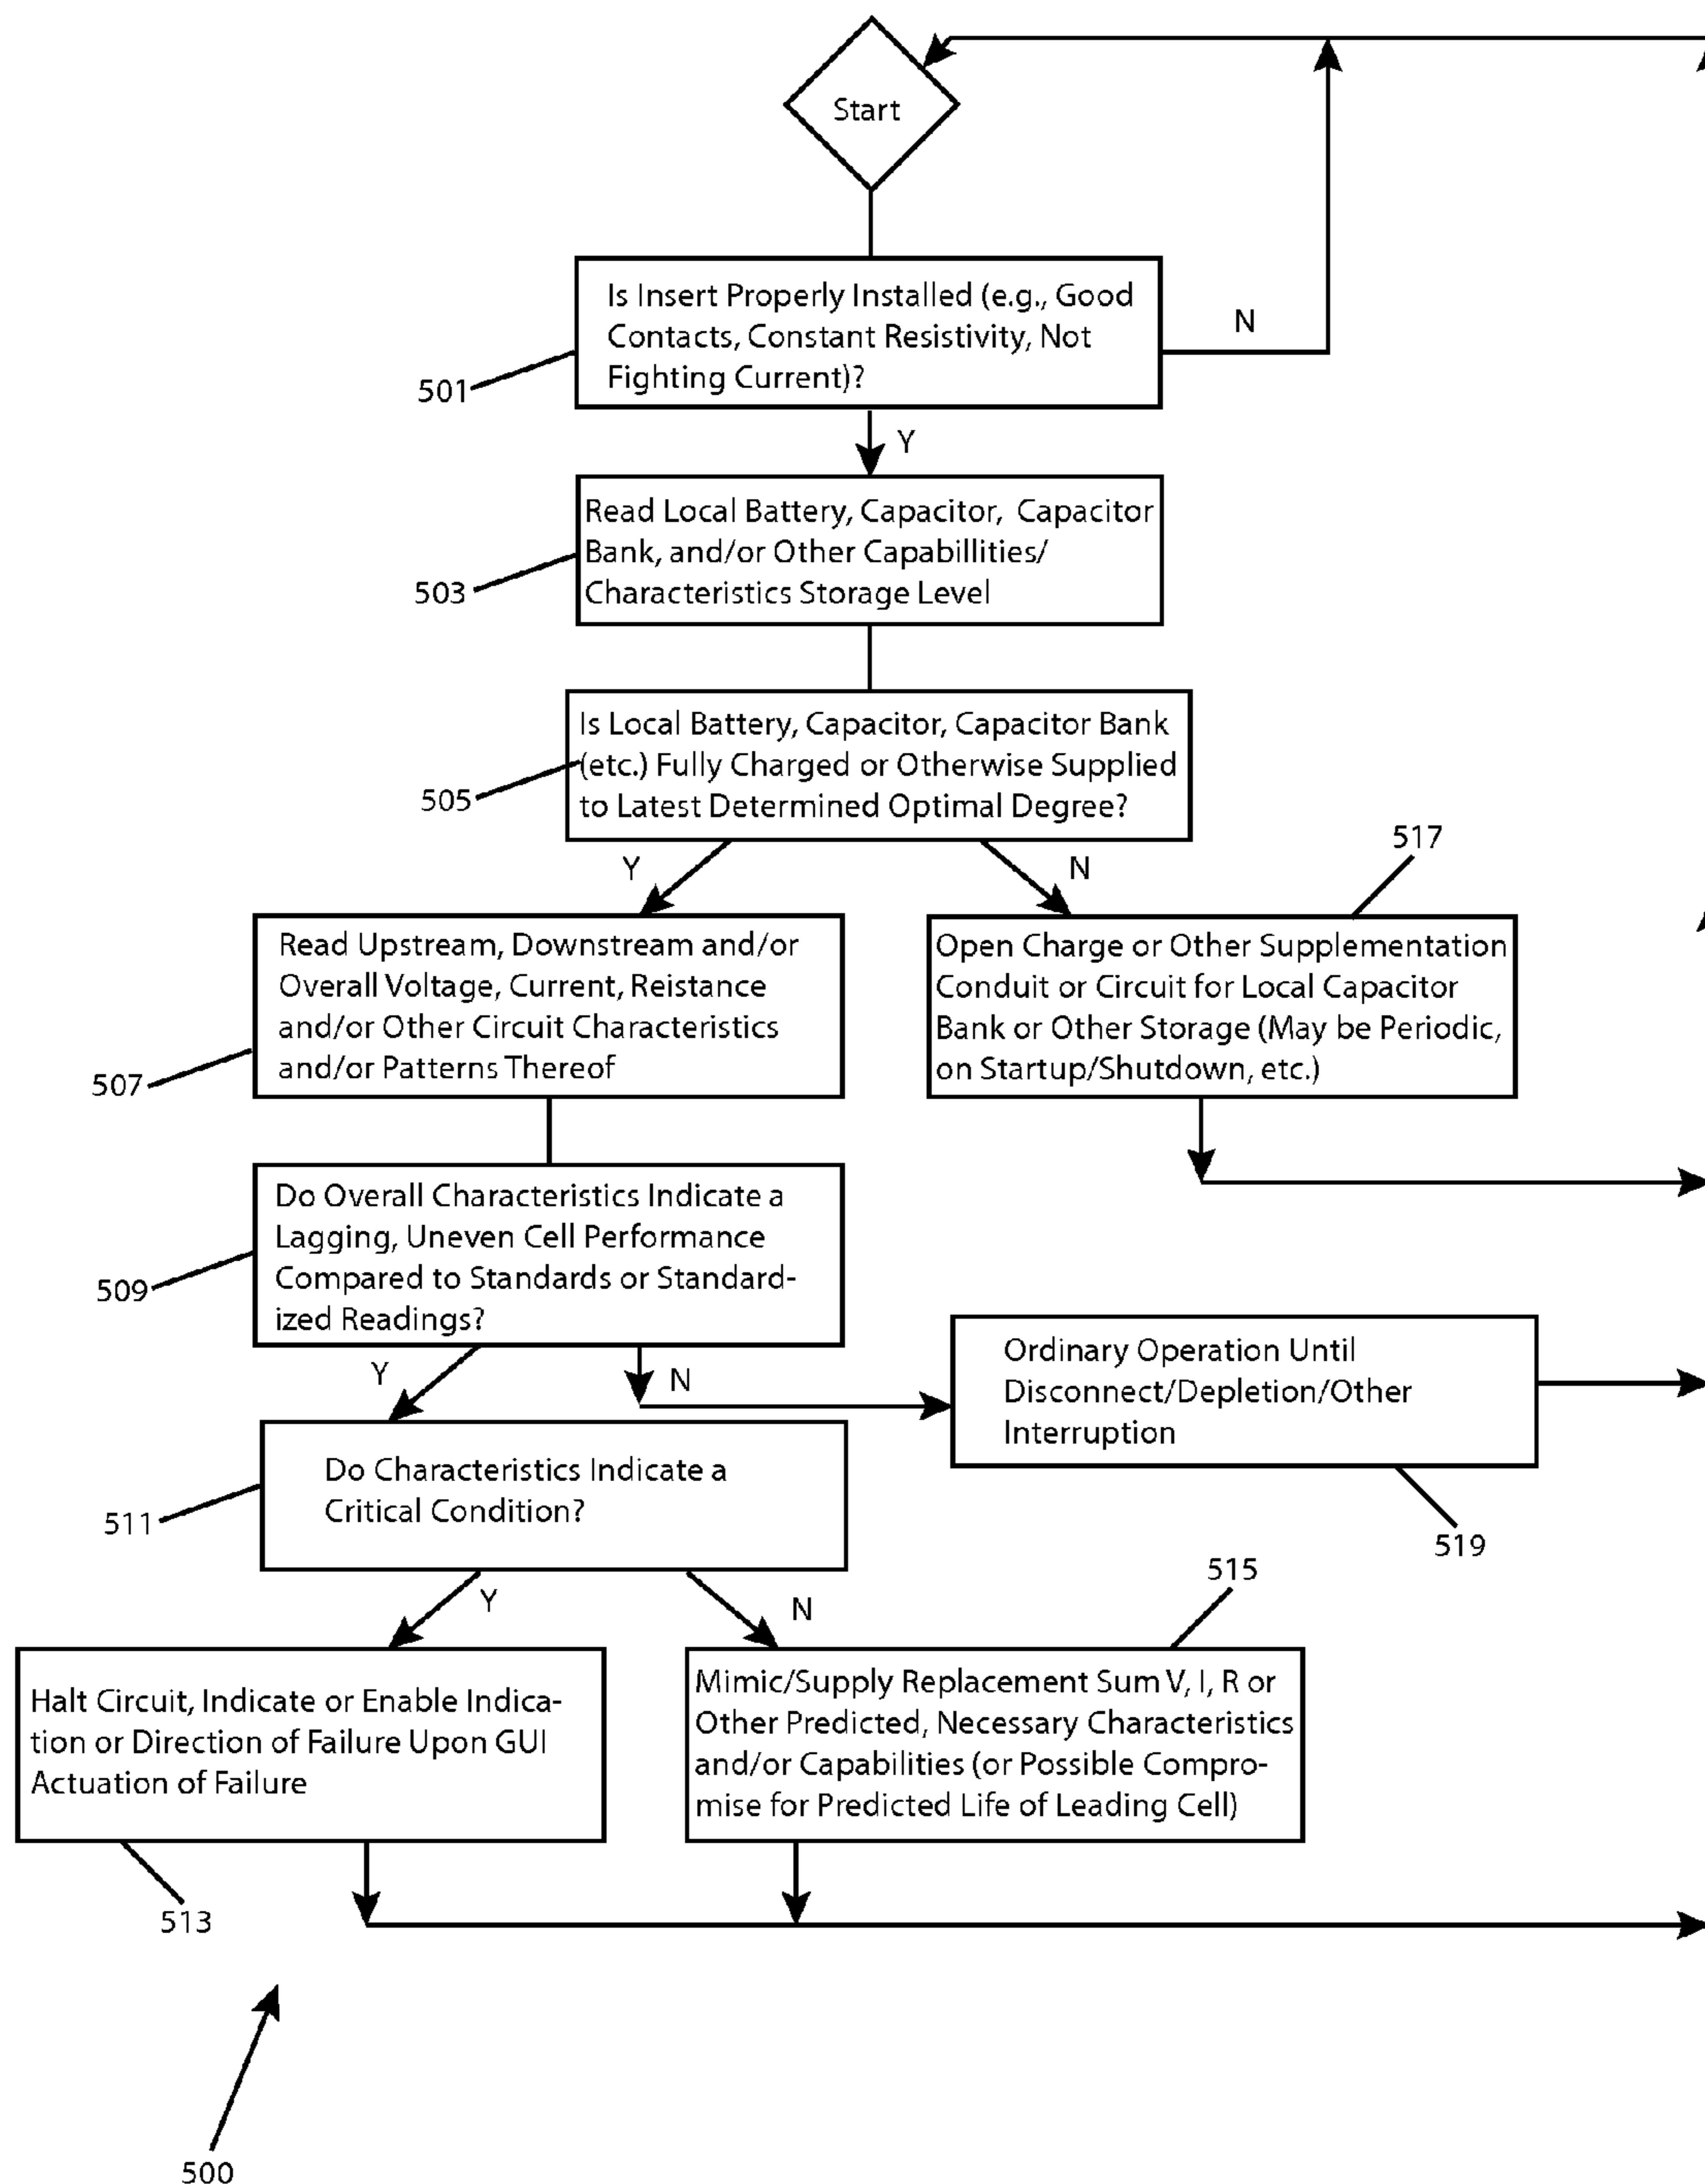 Start
Is Insert Properly Installed (e.g., Good
Contacts, Constant Resistivity, Not
Fighting Current)?
N
501
Y
Read Local Battery, Capacitor, Capacitor
Bank, and/or Other Capabillities/
Characteristics Storage Level
503
Is Local Battery, Capacitor, Capacitor Bank
(etc.) Fully Charged or Otherwise Supplied
to Latest Determined Optimal Degree?
505
517
Y
N
Read Upstream, Downstream and/or
Overall Voltage, Current, Reistance
and/or Other Circuit Characteristics
and/or Patterns Thereof
507
Open Charge or Other Supplementation
Conduit or Circuit for Local Capacitor
Bank or Other Storage (May be Periodic,
on Startup/Shutdown, etc.)
Do Overall Characteristics Indicate a
Lagging, Uneven Cell Performance
Compared to Standards or Standard-
ized Readings?
509
Y
N
Ordinary Operation Until
Disconnect/Depletion/Other
Interruption
519
Do Characteristics Indicate a
Critical Condition?
511
515
Y
N
Halt Circuit, Indicate or Enable Indica-
tion or Direction of Failure Upon GUI
Actuation of Failure
513
Mimic/Supply Replacement Sum V, I, R or
Other Predicted, Necessary Characteristics
and/or Capabilities (or Possible Compro-
mise for Predicted Life of Leading Cell)
500